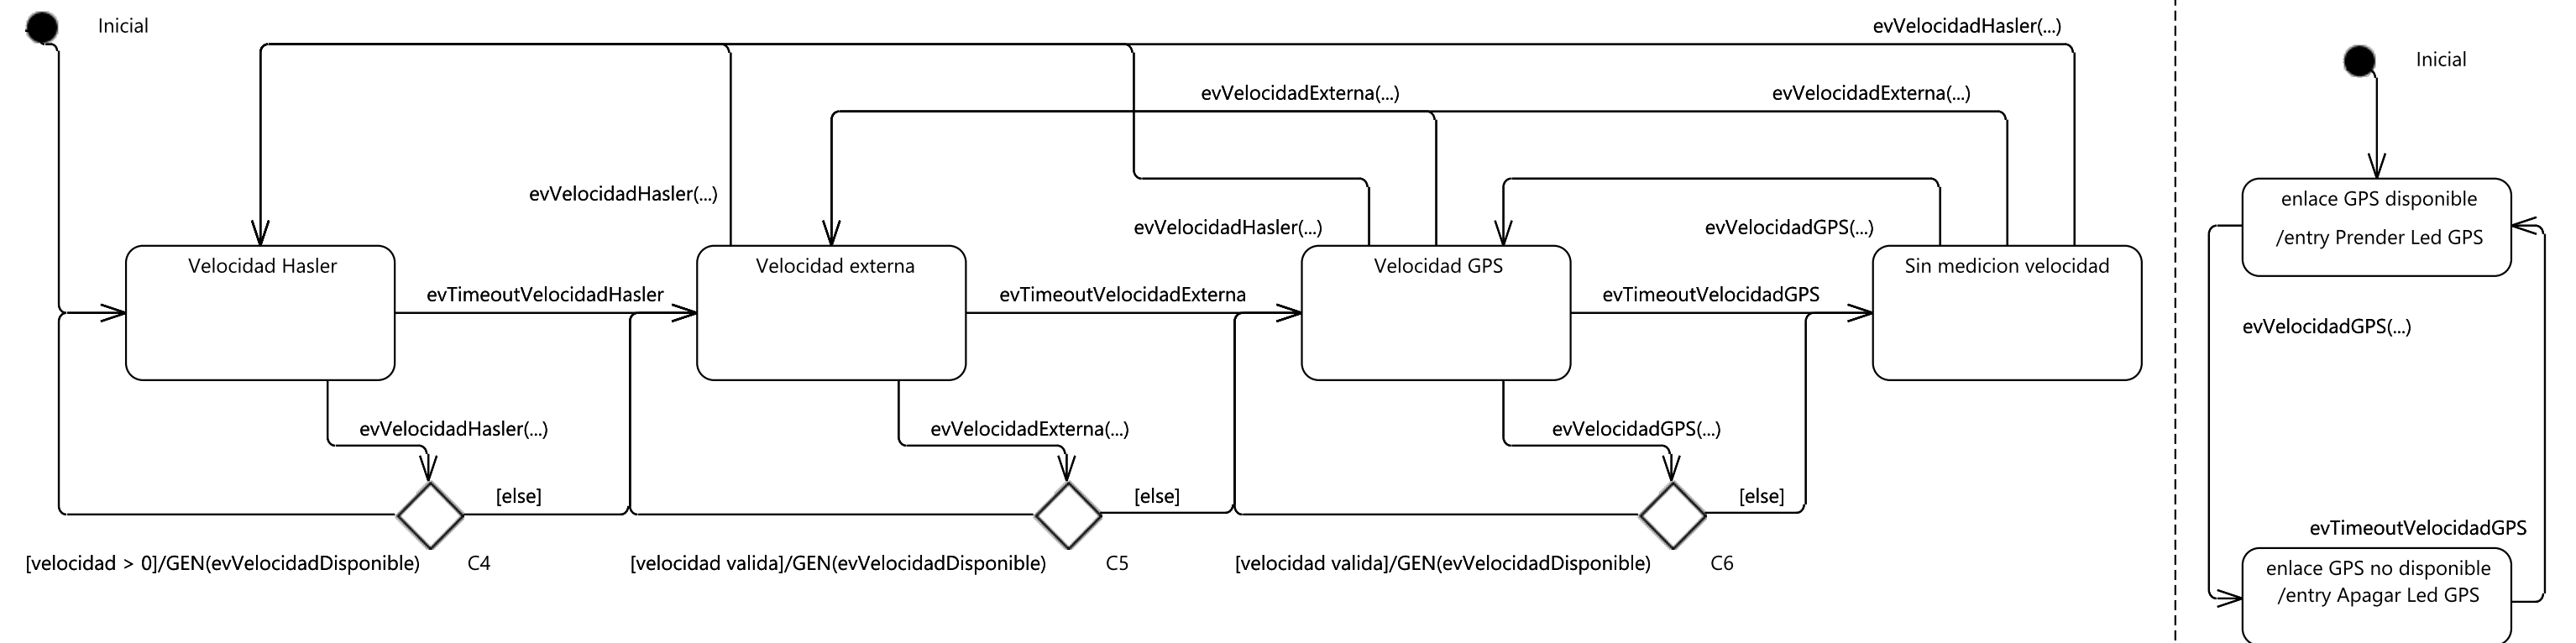 Inicial
evVelocidadHasler(...)
Inicial
evVelocidadExterna(...)
evVelocidadExterna(...)
evVelocidadHasler(...)
evVelocidadHasler(...)
evVelocidadGPS(...)
enlace GPS disponible
/entry Prender Led GPS
Velocidad Hasler
Velocidad externa
Velocidad GPS
Sin medicion velocidad
evTimeoutVelocidadHasler
evTimeoutVelocidadExterna
evTimeoutVelocidadGPS
evVelocidadGPS(...)
evVelocidadHasler(...)
evVelocidadExterna(...)
evVelocidadGPS(...)
[else]
[else]
[else]
evTimeoutVelocidadGPS
[velocidad > 0]/GEN(evVelocidadDisponible)
C4
[velocidad valida]/GEN(evVelocidadDisponible)
C5
[velocidad valida]/GEN(evVelocidadDisponible)
C6
enlace GPS no disponible
/entry Apagar Led GPS